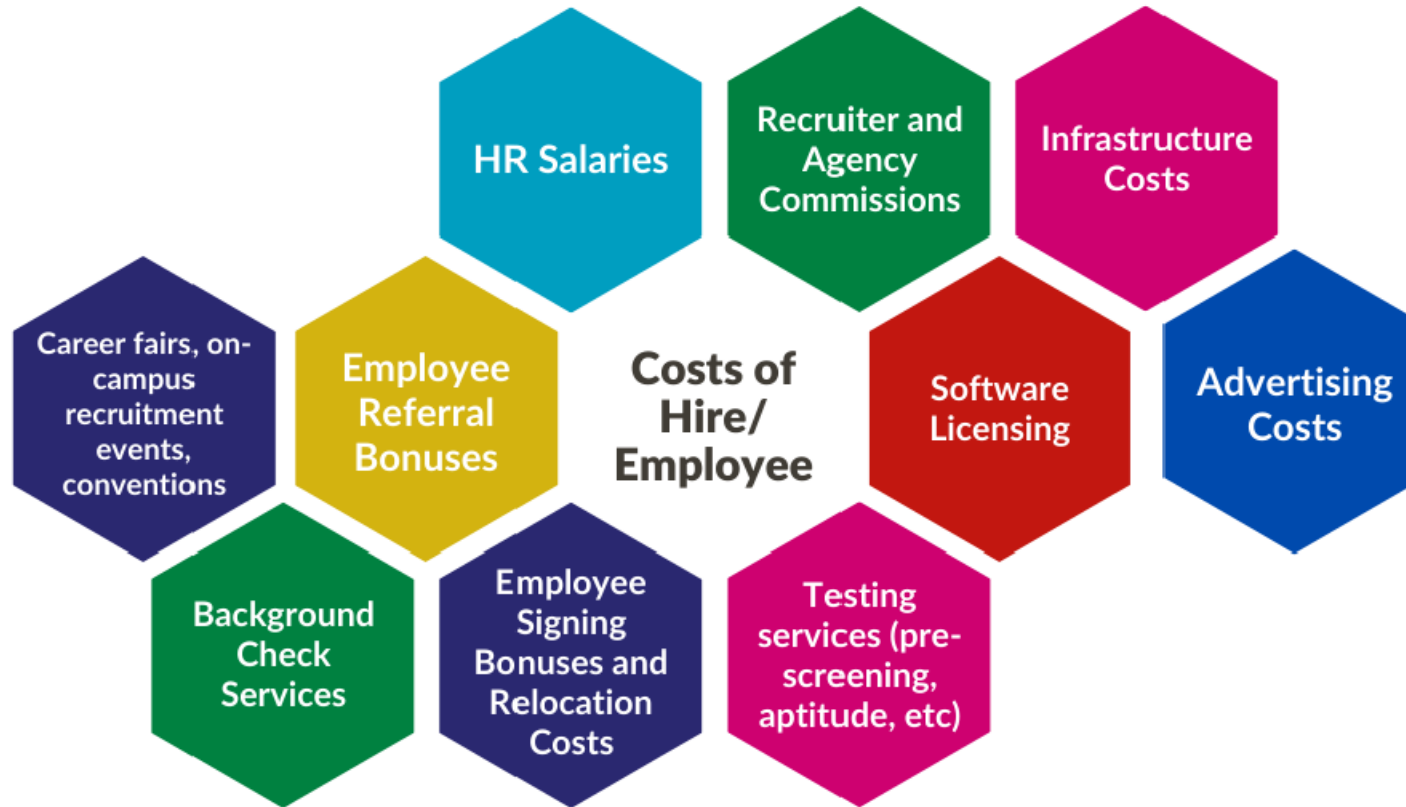 HR Salaries
Recruiter and
Agency
Commissions
Infrastructure
Costs
Career fairs, on-
campus
recruitment
events,
conventions
Employee
Referral
Bonuses
Costs of
Hire/
Employee
Software
Licensing
Advertising
Costs
Background
Check
Services
Employee
Signing
Bonuses and
Relocation
Costs
Testing
services (pre-
screening,
aptitude, etc)